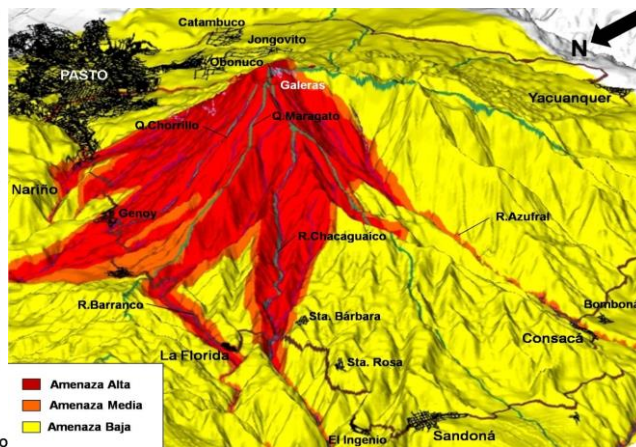 Catambuco
Jongovito
N
PASTO
Obonuco
Galeras
Yacuanquer
Q.Chorrillo
Q.Maragato
Nariño
Genoy
R.Azufral
R.Chacaguaico
R.Barranco
Bomboná
Sta. Bárbara
Consacá
La Florida
Sta. Rosa
Amenaza Alta
Amenaza Media
Amenaza Baja
El Ingenio
Sandoná
o